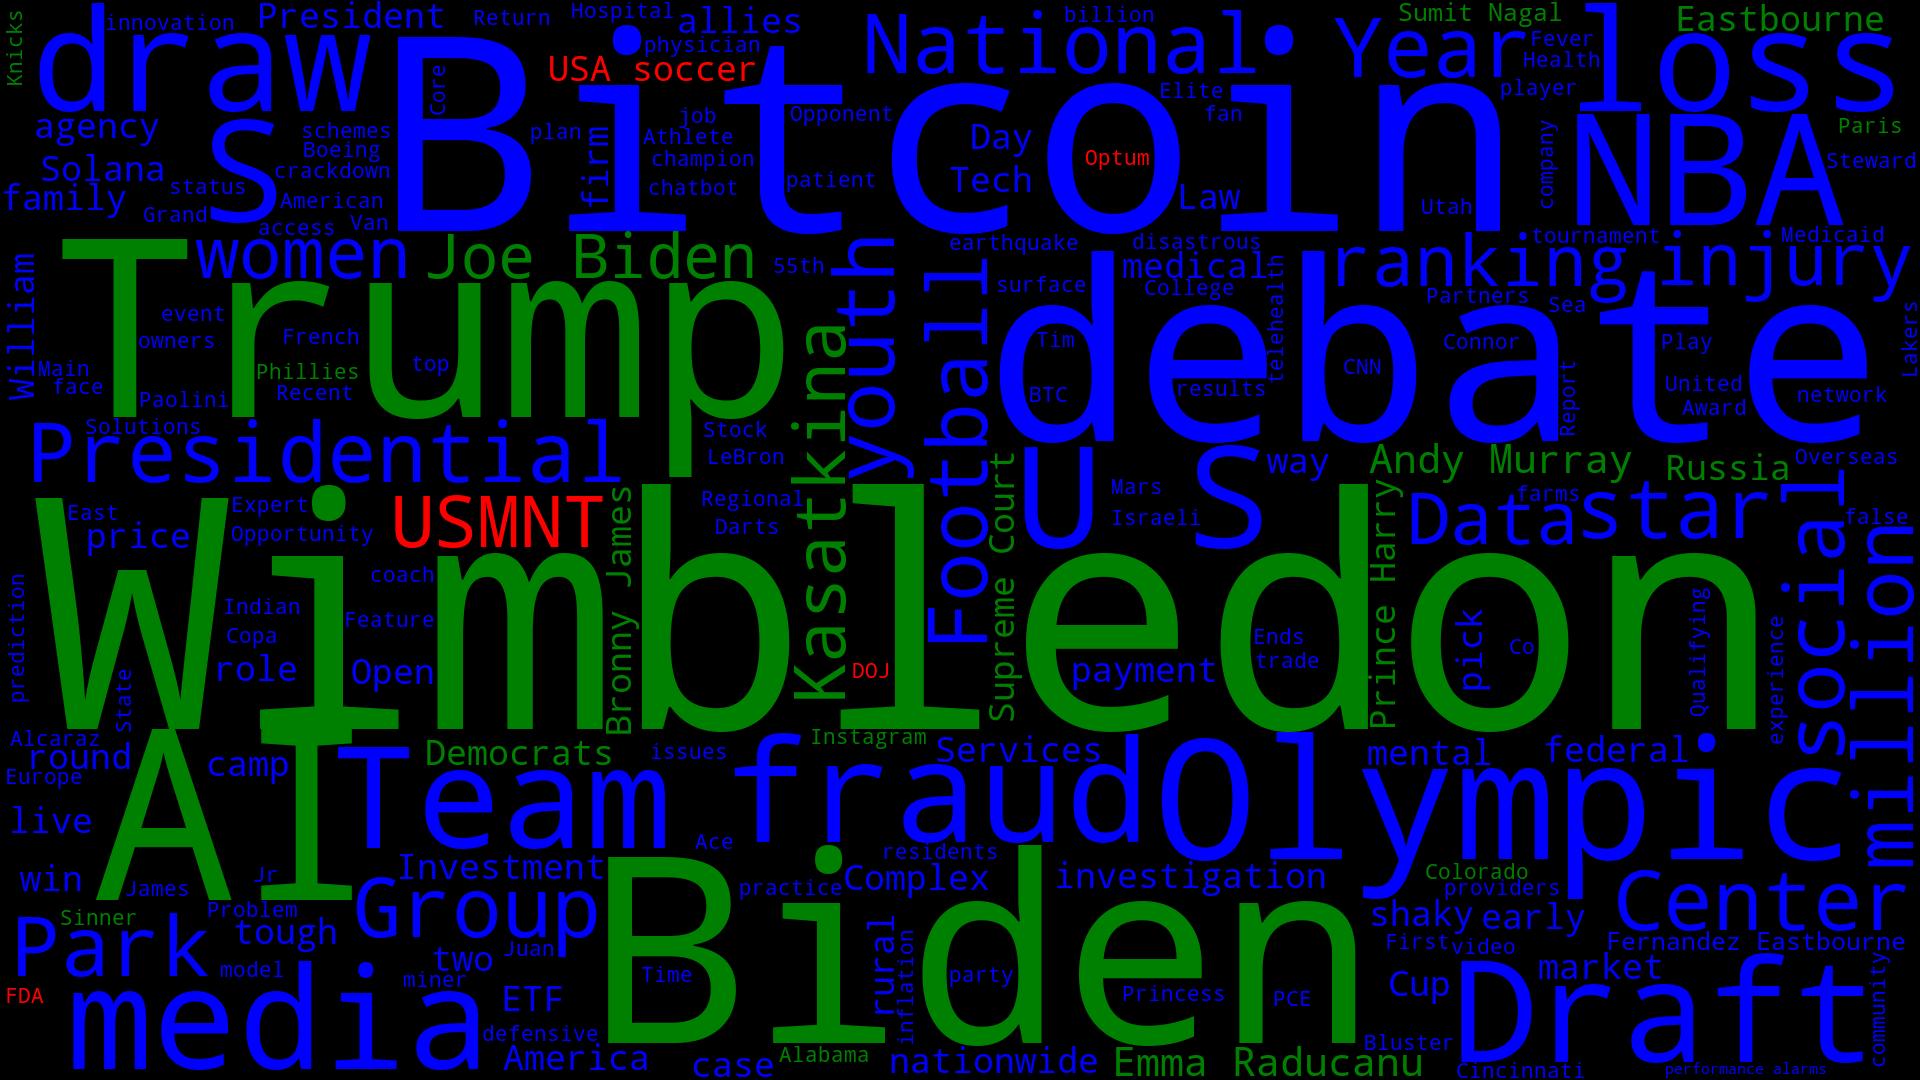 Knicks
innovation
President
Return
Hospital
allies
billion
Sumit Nagal
Eastbourne
draw
Bitcoin
physician
National
Year
Fever
Health
loss
USA soccer
Core
Elite
player
fan
agency
schemes
plan
firm
job
Athlete
Opponent
Day
Optum
company
NBA
Paris
Boeing
Solana
S
crackdown
champion
Tech
Steward
family
status
chatbot
patient
Law
Utah
Grand
American
access
Van
women
Joe Biden
55th
youth
earthquake
disastrous
tournament
Medicaid
Trump
medical
ranking
injury
William
surface
College
telehealth
debate
Partners
Sea
Lakers
event
owners
French
Kasatkina
Football
Tim
Connor
Play
Main
face
Phillies
top
CNN
Recent
BTC
results
United
Award
network
Paolini
Report
Solutions
Presidential
Stock
LeBron
Supreme Court
U S
way
Andy Murray
Russia
Overseas
East
price
Expert
Opportunity
USMNT
Bronny James
Regional
Darts
Mars
Israeli
Prince Harry
Data
farms
star
social
false
million
Wimbledon
prediction
coach
Indian
Feature
Copa
role
Open
DOJ
payment
Ends
trade
pick
Co
Qualifying
experience
State
Alcaraz
round
Europe
camp
Democrats
issues
Instagram
Services
mental
federal
AI
Team
fraud
Olympic
live
Ace
win
James
Jr
Investment
residents
practice
Complex
investigation
Colorado
providers
Center
Sinner
Problem
Group
Biden
shaky
early
Park
tough
rural
First
video
Fernandez Eastbourne
model
two
Juan
inflation
Time
party
market
FDA
media
miner
ETF
Princess
PCE
Cup
Draft
community
defensive
Bluster
America
case
Alabama
nationwide
Emma Raducanu
Cincinnati
performance alarms